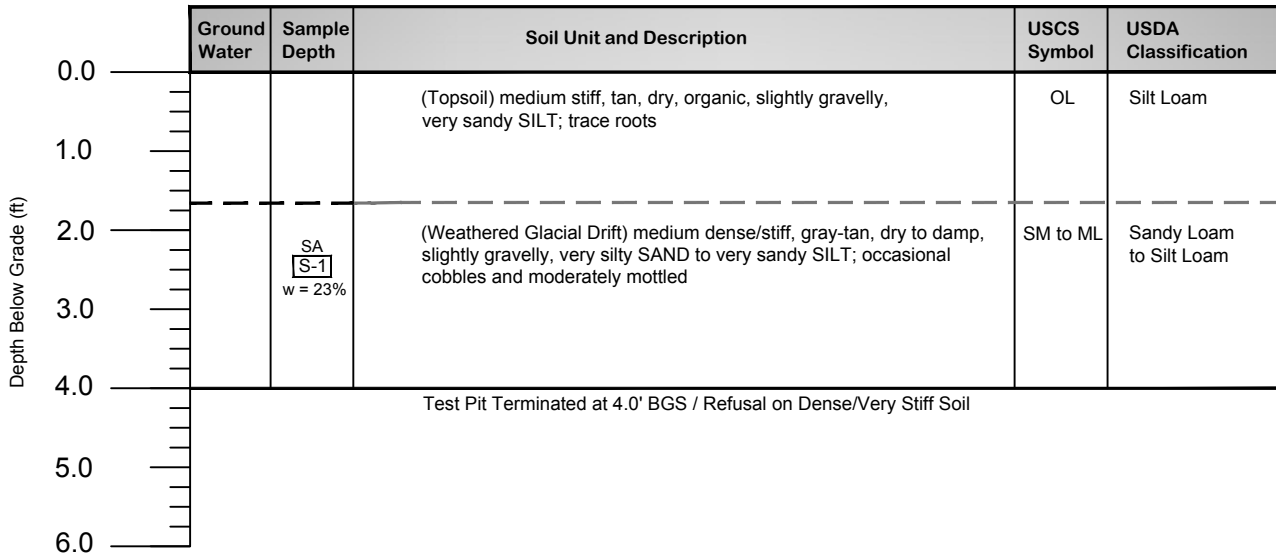 Ground Water
Sample Depth
Soil Unit and Description
USCS Symbol
USDA Classification
Depth Below Grade (ft)
0.0
(Topsoil) medium stiff, tan, dry, organic, slightly gravelly,
very sandy SILT; trace roots
OL
Silt Loam
1.0
2.0
SA
S-1
w = 23%
(Weathered Glacial Drift) medium dense/stiff, gray-tan, dry to damp,
slightly gravelly, very silty SAND to very sandy SILT; occasional
cobbles and moderately mottled
SM to ML
Sandy Loam
to Silt Loam
3.0
4.0
Test Pit Terminated at 4.0' BGS / Refusal on Dense/Very Stiff Soil
5.0
6.0